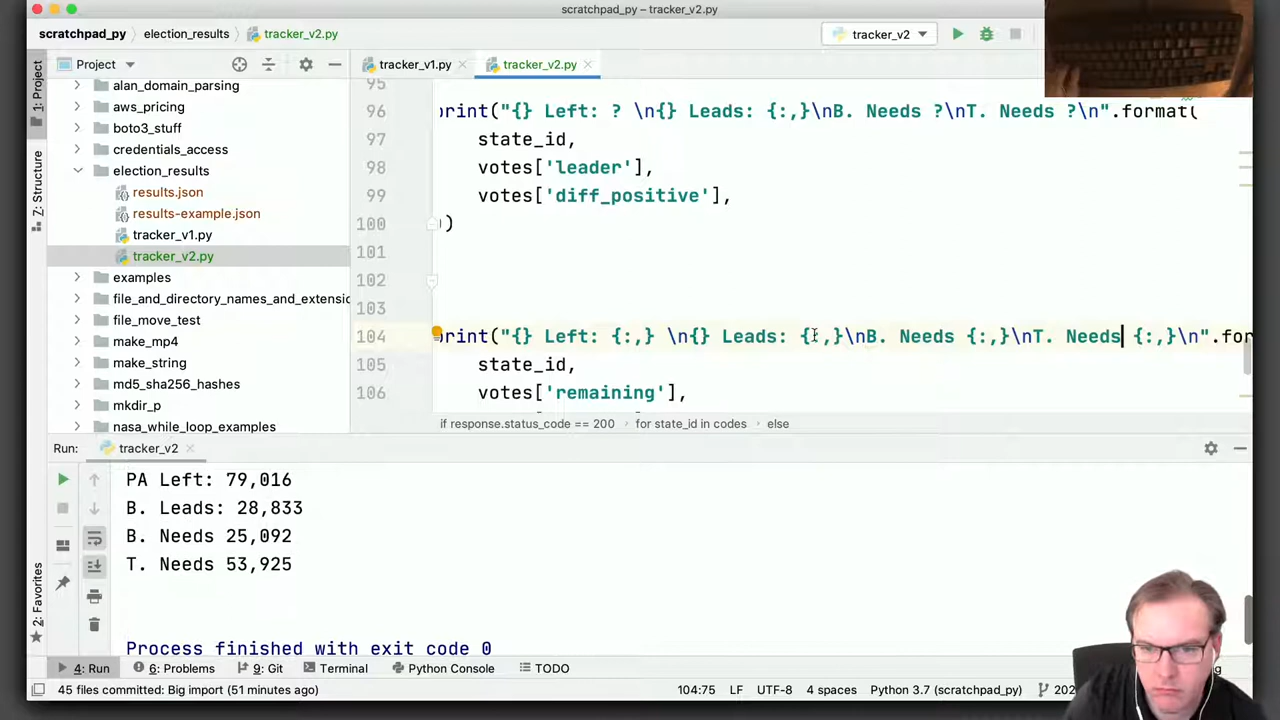 scratchpad_py – tracker_v2.py
scratchpad_py
election_results
tracker_v2.py
tracker_v2
1: Project
Z: Structure
2: Favorites
Project
tracker_v1.py
tracker_v2.py
alan_domain_parsing
aws_pricing
boto3_stuff
credentials_access
election_results
results.json
results-example.json
tracker_v1.py
tracker_v2.py
examples
file_and_directory_names_and_extensio
file_move_test
make_mp4
make_string
md5_sha256_hashes
mkdir_p
nasa_while_loop_examples
95
96 print("{} Left: ? \n{} Leads: {:,}\nB. Needs ?\nT. Needs ?\n".format(
97 state_id,
98 votes['leader'],
99 votes['diff_positive'],
100 )
101
102
103
104 print("{} Left: {:,} \n{} Leads: {:,}\nB. Needs {:,}\nT. Needs {:,}\n".for
105 state_id,
106 votes['remaining'],
if response.status_code == 200 for state_id in codes else
Run: tracker_v2
PA Left: 79,016
B. Leads: 28,833
B. Needs 25,092
T. Needs 53,925
Process finished with exit code 0
4: Run 6: Problems 9: Git Terminal Python Console TODO
45 files committed: Big import (51 minutes ago) 104:75 LF UTF-8 4 spaces Python 3.7 (scratchpad_py) 202